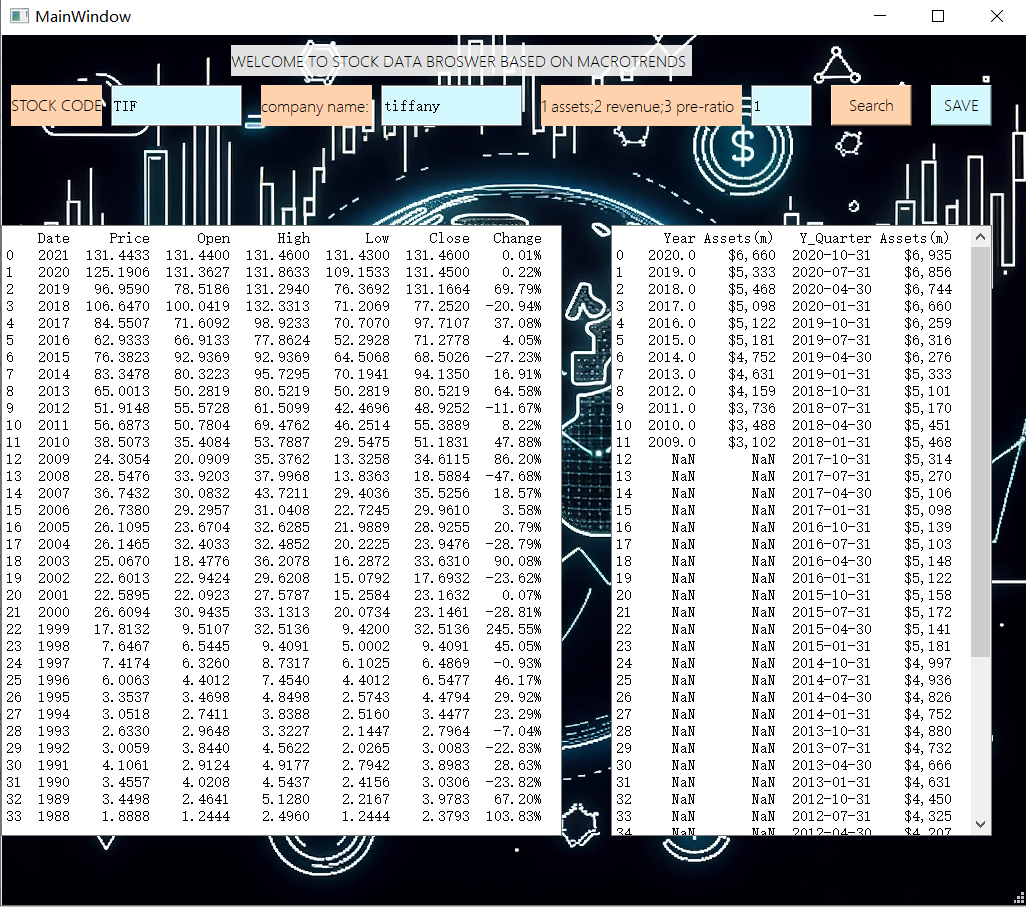 MainWindow
WELCOME TO STOCK DATA BROSWER BASED ON MACROTRENDS
STOCK CODE TIF company name: tiffany 1 assets;2 revenue;3 pre-ratio 1 Search SAVE
Date Price Open High Low Close Change
0 2021 131.4433 131.4400 131.4600 131.4300 131.4600 0.01%
1 2020 125.1906 131.3627 131.8633 109.1533 131.4500 0.22%
2 2019 96.9590 78.5186 131.2940 76.3692 131.1664 69.79%
3 2018 106.6470 100.0419 132.3313 71.2069 77.2520 -20.94%
4 2017 84.5507 71.6092 98.9233 70.7070 97.7107 37.08%
5 2016 62.9333 66.9133 77.8624 52.2928 71.2778 4.05%
6 2015 76.3823 92.9369 92.9369 64.5068 68.5026 -27.23%
7 2014 83.3478 80.3223 95.7295 70.1941 94.1350 16.91%
8 2013 65.0013 50.2819 80.5219 50.2819 80.5219 64.58%
9 2012 51.9148 55.5728 61.5099 42.4696 48.9252 -11.67%
10 2011 56.6873 50.7804 69.4762 46.2514 55.3889 8.22%
11 2010 38.5073 35.4084 53.7887 29.5475 51.1831 47.88%
12 2009 24.3054 20.0909 35.3762 13.3258 34.6115 86.20%
13 2008 28.5476 33.9203 37.9968 13.8363 18.5884 -47.68%
14 2007 36.7432 30.0832 43.7211 29.4036 35.5256 18.57%
15 2006 26.7380 29.2957 31.0408 22.7245 29.9610 3.58%
16 2005 26.1095 23.6704 32.6285 21.9889 28.9255 20.79%
17 2004 26.1465 32.4033 32.4852 20.2225 23.9476 -28.79%
18 2003 25.0670 18.4776 36.2078 16.2872 33.6310 90.08%
19 2002 22.6013 22.9424 29.6208 15.0792 17.6932 -23.62%
20 2001 22.5895 22.0923 27.5787 15.2584 23.1632 0.07%
21 2000 26.6094 30.9435 33.1313 20.0734 23.1461 -28.81%
22 1999 17.8132 9.5107 32.5136 9.4200 32.5136 245.55%
23 1998 7.6467 6.5445 9.4091 5.0002 9.4091 45.05%
24 1997 7.4174 6.3260 8.7317 6.1025 6.4869 -0.93%
25 1996 6.0063 4.4012 7.4540 4.4012 6.5477 46.17%
26 1995 3.3537 3.4698 4.8498 2.5743 4.4794 29.92%
27 1994 3.0518 2.7411 3.8388 2.5160 3.4477 23.29%
28 1993 2.6330 2.9648 3.3227 2.1447 2.7964 -7.04%
29 1992 3.0059 3.8440 4.5622 2.0265 3.0083 -22.83%
30 1991 4.1061 2.9124 4.9177 2.7942 3.8983 28.63%
31 1990 3.4557 4.0208 4.5437 2.4156 3.0306 -23.82%
32 1989 3.4498 2.4641 5.1280 2.2167 3.9783 67.20%
33 1988 1.8888 1.2444 2.4960 1.2444 2.3793 103.83%
Year Assets(m) Y_Quarter Assets(m)
0 2020.0 $6,660 2020-10-31 $6,935
1 2019.0 $5,333 2020-07-31 $6,856
2 2018.0 $5,468 2020-04-30 $6,744
3 2017.0 $5,098 2020-01-31 $6,660
4 2016.0 $5,122 2019-10-31 $6,259
5 2015.0 $5,181 2019-07-31 $6,316
6 2014.0 $4,752 2019-04-30 $6,276
7 2013.0 $4,631 2019-01-31 $5,333
8 2012.0 $4,159 2018-10-31 $5,101
9 2011.0 $3,736 2018-07-31 $5,170
10 2010.0 $3,488 2018-04-30 $5,451
11 2009.0 $3,102 2018-01-31 $5,468
12 NaN NaN 2017-10-31 $5,314
13 NaN NaN 2017-07-31 $5,270
14 NaN NaN 2017-04-30 $5,106
15 NaN NaN 2017-01-31 $5,098
16 NaN NaN 2016-10-31 $5,139
17 NaN NaN 2016-07-31 $5,103
18 NaN NaN 2016-04-30 $5,148
19 NaN NaN 2016-01-31 $5,122
20 NaN NaN 2015-10-31 $5,158
21 NaN NaN 2015-07-31 $5,172
22 NaN NaN 2015-04-30 $5,141
23 NaN NaN 2015-01-31 $5,181
24 NaN NaN 2014-10-31 $4,997
25 NaN NaN 2014-07-31 $4,936
26 NaN NaN 2014-04-30 $4,826
27 NaN NaN 2014-01-31 $4,752
28 NaN NaN 2013-10-31 $4,880
29 NaN NaN 2013-07-31 $4,732
30 NaN NaN 2013-04-30 $4,666
31 NaN NaN 2013-01-31 $4,631
32 NaN NaN 2012-10-31 $4,450
33 NaN NaN 2012-07-31 $4,325
34 NaN NaN 2012-04-30 $4,207